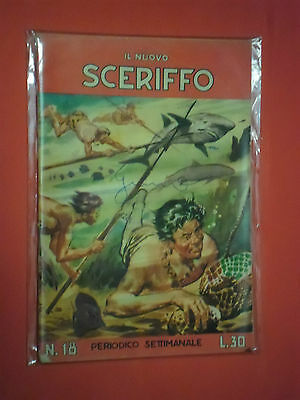 IL NUOVO
SCERIFFO
N. 18 PERIODICO SETTIMANALE L.30